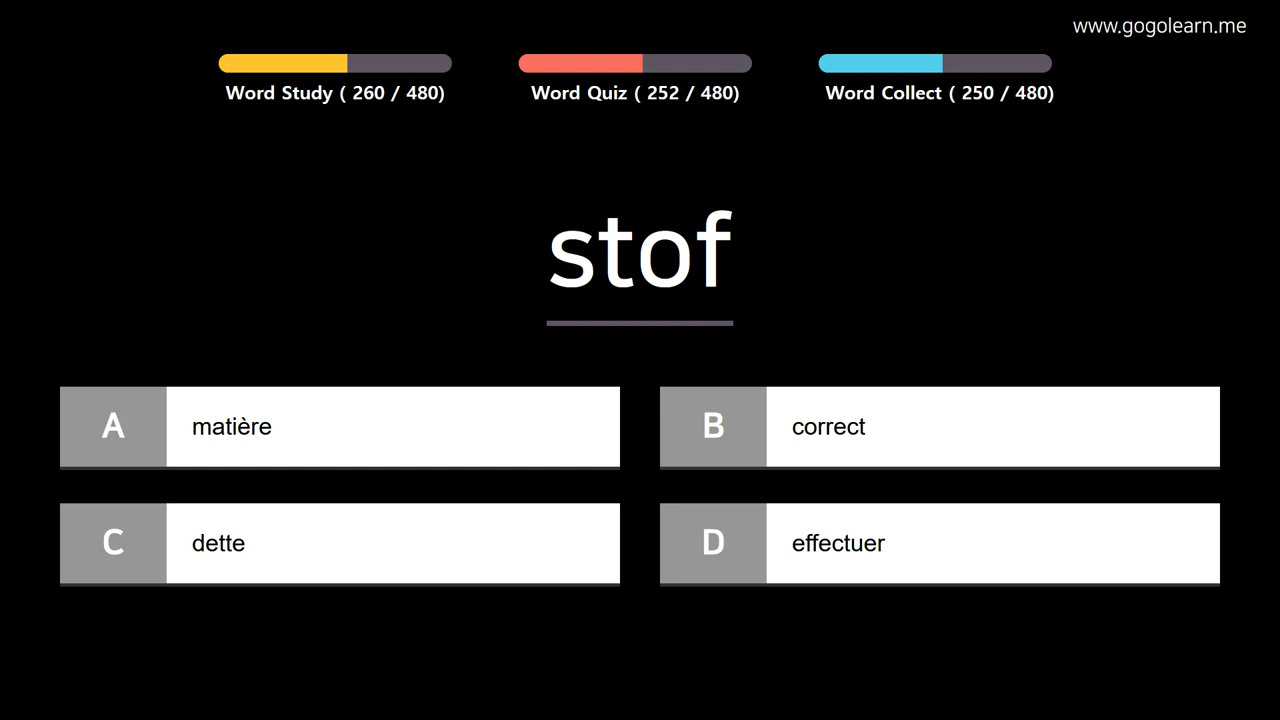 www.gogolearn.me
Word Study ( 260 / 480)
Word Quiz ( 252 / 480)
Word Collect ( 250 / 480)
stof
A matière
B correct
C dette
D effectuer